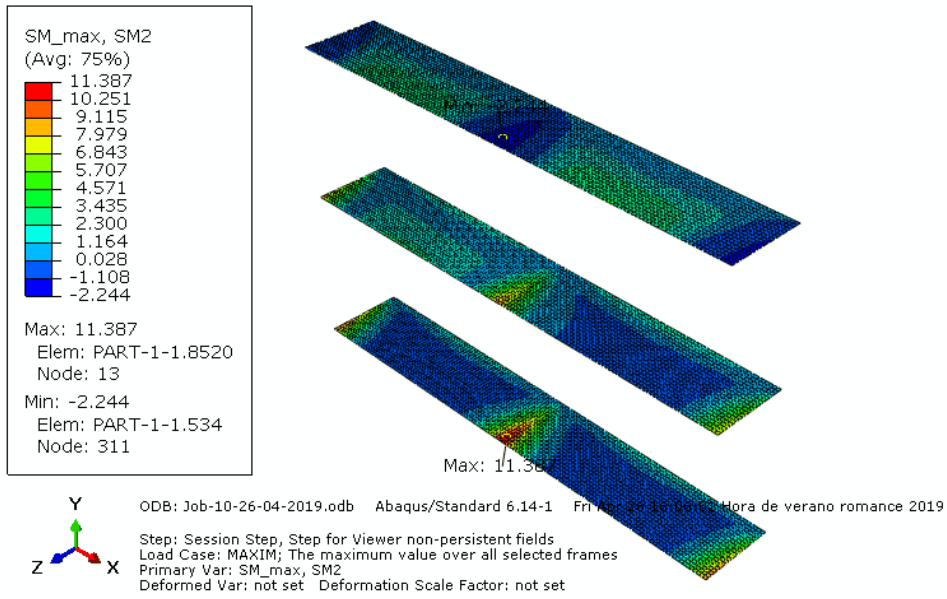 SM_max, SM2
(Avg: 75%)
11.387
10.251
9.115
7.979
6.843
5.707
4.571
3.435
2.300
1.164
0.028
-1.108
-2.244
Max: 11.387
Elem: PART-1-1.8520
Node: 13
Min: -2.244
Elem: PART-1-1.534
Node: 311
Min: -2.244
Max: 11.387
Y
Z
X
ODB: Job-10-26-04-2019.odb Abaqus/Standard 6.14-1 Fri Apr Hora de verano romance 2019
Step: Session Step, Step for Viewer non-persistent fields
Load Case: MAXIM; The maximum value over all selected frames
Primary Var: SM_max, SM2
Deformed Var: not set Deformation Scale Factor: not set